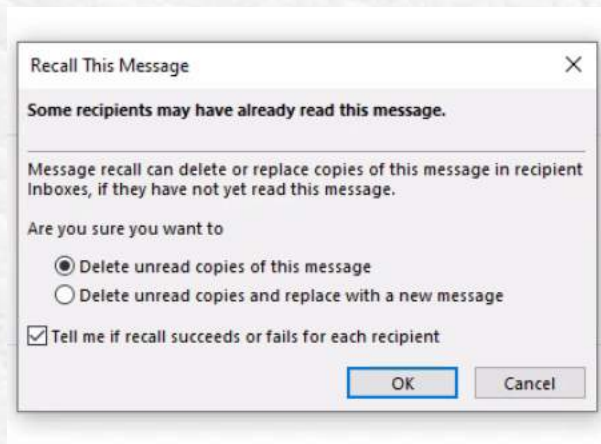 Recall This Message
Some recipients may have already read this message.
Message recall can delete or replace copies of this message in recipient
Inboxes, if they have not yet read this message.
Are you sure you want to
Delete unread copies of this message
Delete unread copies and replace with a new message
Tell me if recall succeeds or fails for each recipient
OK Cancel